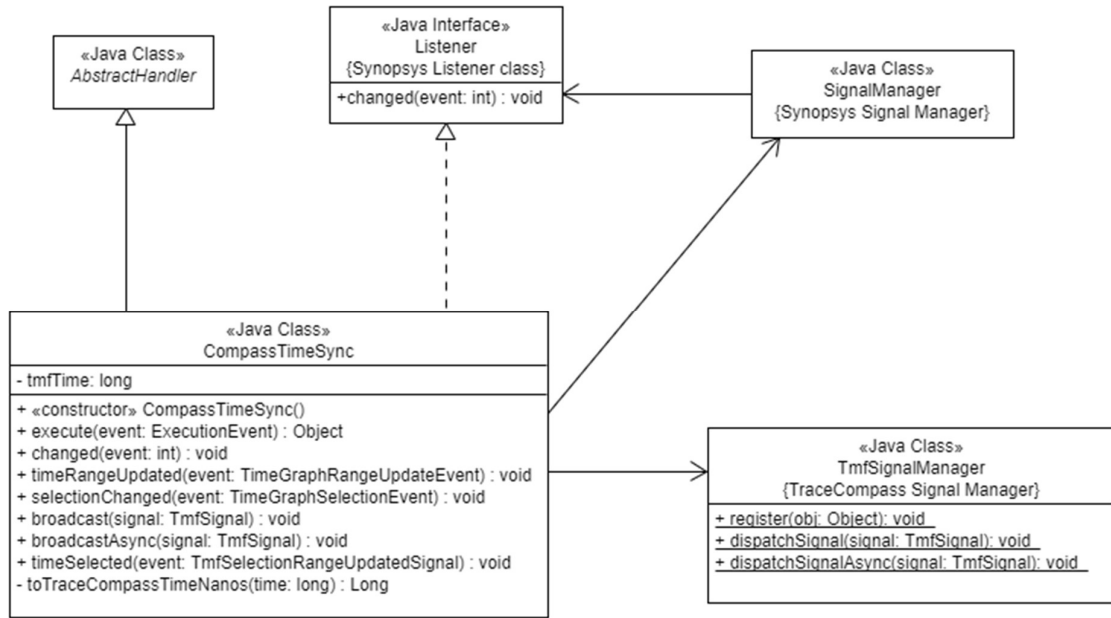 «Java Class»
AbstractHandler
«Java Interface»
Listener
{Synopsys Listener class}
+changed(event: int) : void
«Java Class»
SignalManager
{Synopsys Signal Manager}
«Java Class»
CompassTimeSync
- tmfTime: long
+ «constructor» CompassTimeSync()
+ execute(event: ExecutionEvent) : Object
+ changed(event: int) : void
+ timeRangeUpdated(event: TimeGraphRangeUpdateEvent) : void
+ selectionChanged(event: TimeGraphSelectionEvent) : void
+ broadcast(signal: TmfSignal) : void
+ broadcastAsync(signal: TmfSignal) : void
+ timeSelected(event: TmfSelectionRangeUpdatedSignal) : void
- toTraceCompassTimeNanos(time: long) : Long
«Java Class»
TmfSignalManager
{TraceCompass Signal Manager}
+ register(obj: Object): void
+ dispatchSignal(signal: TmfSignal): void
+ dispatchSignalAsync(signal: TmfSignal): void